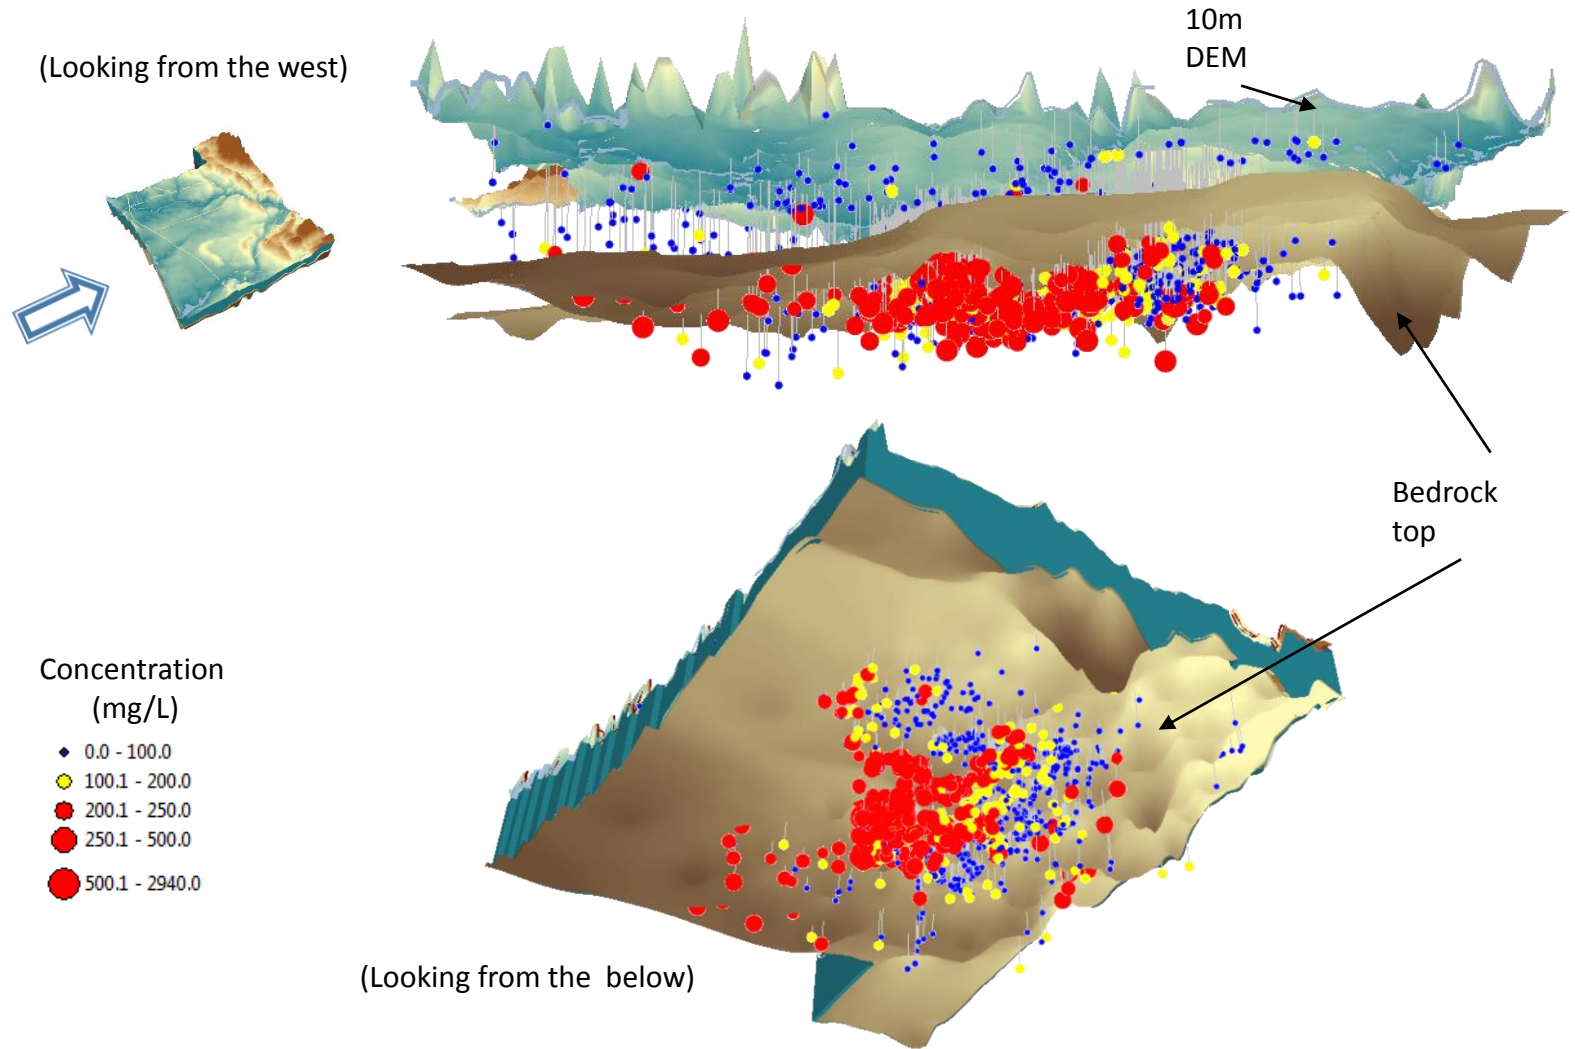 (Looking from the west)
10m
DEM
Bedrock
top
Concentration
(mg/L)
0.0 - 100.0
100.1 - 200.0
200.1 - 250.0
250.1 - 500.0
500.1 - 2940.0
(Looking from the  below)